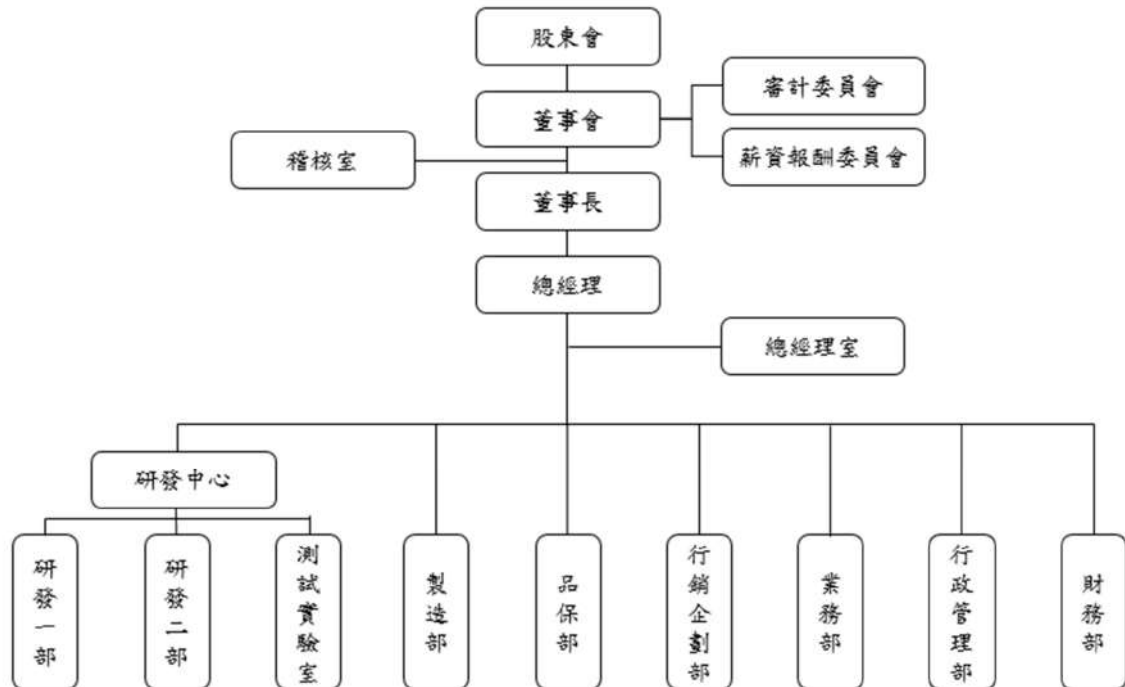 股東會
董事會
審計委員會
薪資報酬委員會
稽核室
董事長
總經理
總經理室
研發中心
研發一部
研發二部
測試實驗室
製造部
品保部
行銷企劃部
業務部
行政管理部
財務部